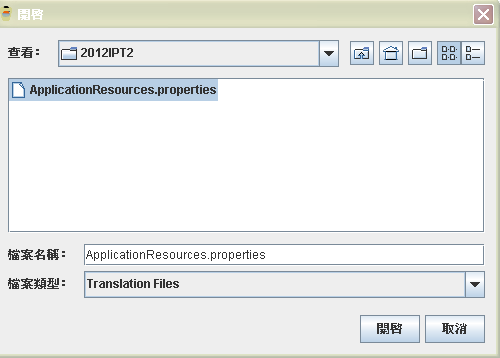 開啓
查看：
2012IPT2
ApplicationResources.properties
檔案名稱：
ApplicationResources.properties
檔案類型：
Translation Files
開啓
取消